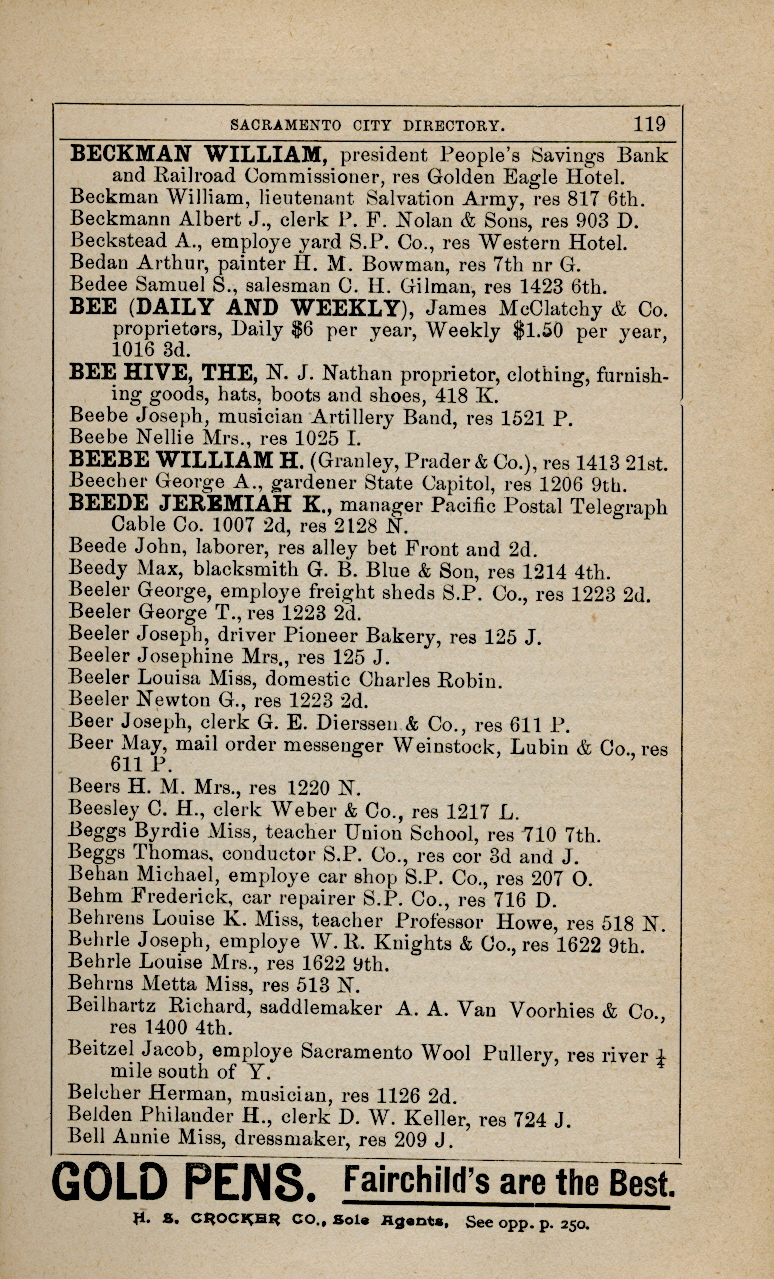 SACRAMENTO CITY DIRECTORY. 119
BECKMAN WILLIAM, president People's Savings Bank
and Railroad Commissioner, res Golden Eagle Hotel.
Beckman William, lieutenant Salvation Army, res 817 6th.
Beckmann Albert J., clerk P. F. Nolan & Sons, res 903 D.
Beckstead A., employe yard S.P. Co., res Western Hotel.
Bedan Arthur, painter H. M. Bowman, res 7th nr G.
Bedee Samuel S., salesman C. H. Gilman, res 1423 6th.
BEE (DAILY AND WEEKLY), James McClatchy & Co.
proprietors, Daily $6 per year, Weekly $1.50 per year,
1016 3d.
BEE HIVE, THE, N. J. Nathan proprietor, clothing, furnish-
ing goods, hats, boots and shoes, 418 K.
Beebe Joseph, musician Artillery Band, res 1521 P.
Beebe Nellie Mrs., res 1025 I.
BEEBE WILLIAM H. (Granley, Prader & Co.), res 1413 21st.
Beecher George A., gardener State Capitol, res 1206 9th.
BEEDE JEREMIAH K., manager Pacific Postal Telegraph
Cable Co. 1007 2d, res 2128 N.
Beede John, laborer, res alley bet Front and 2d.
Beedy Max, blacksmith G. B. Blue & Son, res 1214 4th.
Beeler George, employe freight sheds S.P. Co., res 1223 2d.
Beeler George T., res 1223 2d.
Beeler Joseph, driver Pioneer Bakery, res 125 J.
Beeler Josephine Mrs., res 125 J.
Beeler Louisa Miss, domestic Charles Robin.
Beeler Newton G., res 1223 2d.
Beer Joseph, clerk G. E. Dierssen & Co., res 611 P.
Beer May, mail order messenger Weinstock, Lubin & Co., res
611 P.
Beers H. M. Mrs., res 1220 N.
Beesley C. H., clerk Weber & Co., res 1217 L.
Beggs Byrdie Miss, teacher Union School, res 710 7th.
Beggs Thomas, conductor S.P. Co., res cor 3d and J.
Behan Michael, employe car shop S.P. Co., res 207 O.
Behm Frederick, car repairer S.P. Co., res 716 D.
Behrens Louise K. Miss, teacher Professor Howe, res 518 N.
Buhrle Joseph, employe W. R. Knights & Co., res 1622 9th.
Behrle Louise Mrs., res 1622 9th.
Behrns Metta Miss, res 513 N.
Beilhartz Richard, saddlemaker A. A. Van Voorhies & Co.,
res 1400 4th.
Beitzel Jacob, employe Sacramento Wool Pullery, res river ¼
mile south of Y.
Belcher Herman, musician, res 1126 2d.
Belden Philander H., clerk D. W. Keller, res 724 J.
Bell Annie Miss, dressmaker, res 209 J.
GOLD PENS. Fairchild's are the Best.
H. S. CROCKER CO., Sole Agents, See opp. p. 250.